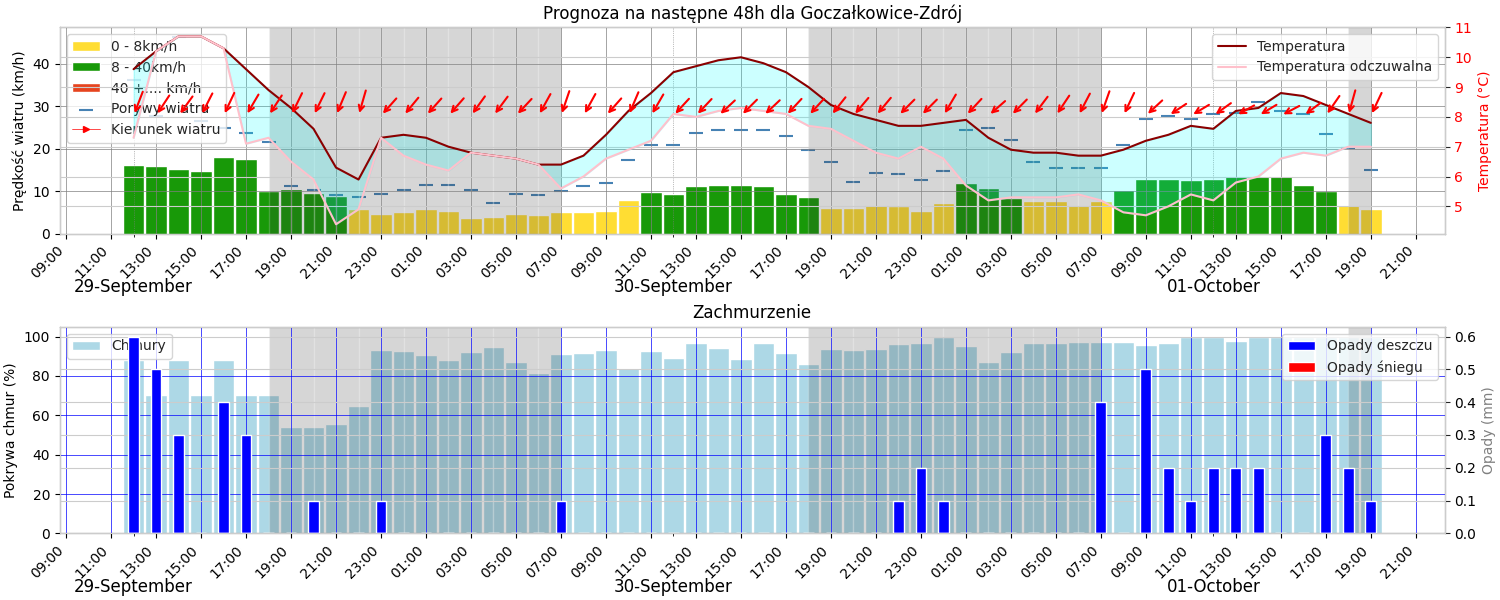 Prognoza na następne 48h dla Goczałkowice-Zdrój
Prędkość wiatru (km/h)
40
30
20
10
0
0 - 8km/h
8 - 40km/h
40 +.... km/h
Porywy wiatru
Kierunek wiatru
Temperatura
Temperatura odczuwalna
11
10
9
8
7
6
5
Temperatura (°C)
09:00 11:00 13:00 15:00 17:00 19:00 21:00 23:00 01:00 03:00 05:00 07:00 09:00 11:00 13:00 15:00 17:00 19:00 21:00 23:00 01:00 03:00 05:00 07:00 09:00 11:00 13:00 15:00 17:00 19:00 21:00
29-September 30-September 01-October
Zachmurzenie
Pokrywa chmur (%)
100
80
60
40
20
0
Chmury
Opady deszczu
Opady śniegu
0.6
0.5
0.4
0.3
0.2
0.1
0.0
Opady (mm)
09:00 11:00 13:00 15:00 17:00 19:00 21:00 23:00 01:00 03:00 05:00 07:00 09:00 11:00 13:00 15:00 17:00 19:00 21:00 23:00 01:00 03:00 05:00 07:00 09:00 11:00 13:00 15:00 17:00 19:00 21:00
29-September 30-September 01-October